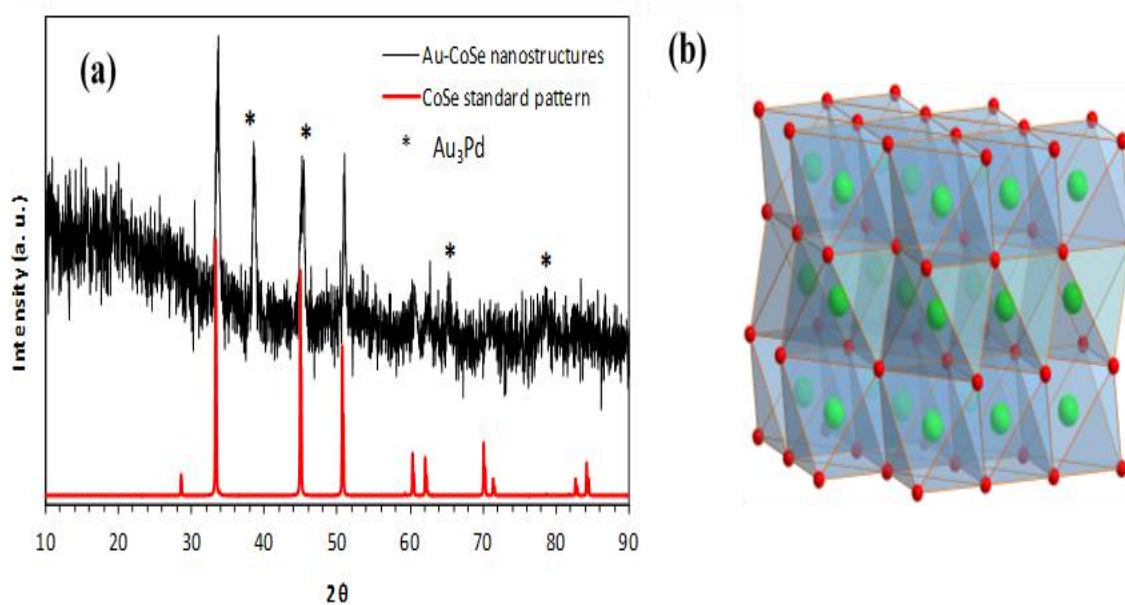 (a)
Au-CoSe nanostructures
CoSe standard pattern
* Au₃Pd
*
*
*
*
Intensity (a. u.)
10 20 30 40 50 60 70 80 90
2θ
(b)